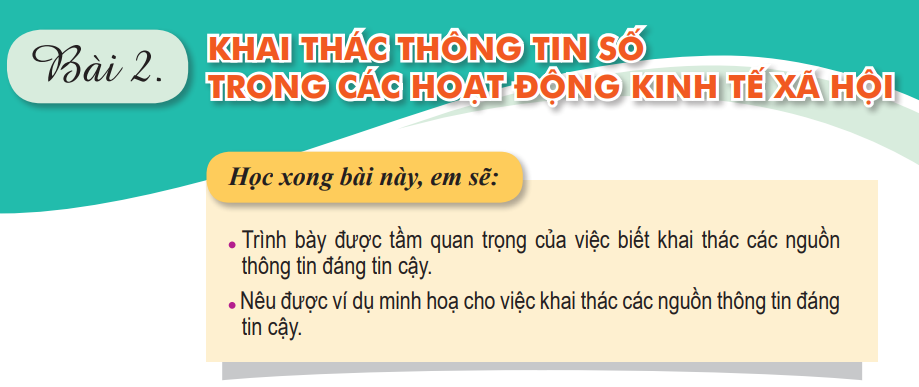 Bài 2.
KHAI THÁC THÔNG TIN SỐ
TRONG CÁC HOẠT ĐỘNG KINH TẾ XÃ HỘI
Học xong bài này, em sẽ:
• Trình bày được tầm quan trọng của việc biết khai thác các nguồn
thông tin đáng tin cậy.
• Nêu được ví dụ minh hoạ cho việc khai thác các nguồn thông tin đáng
tin cậy.